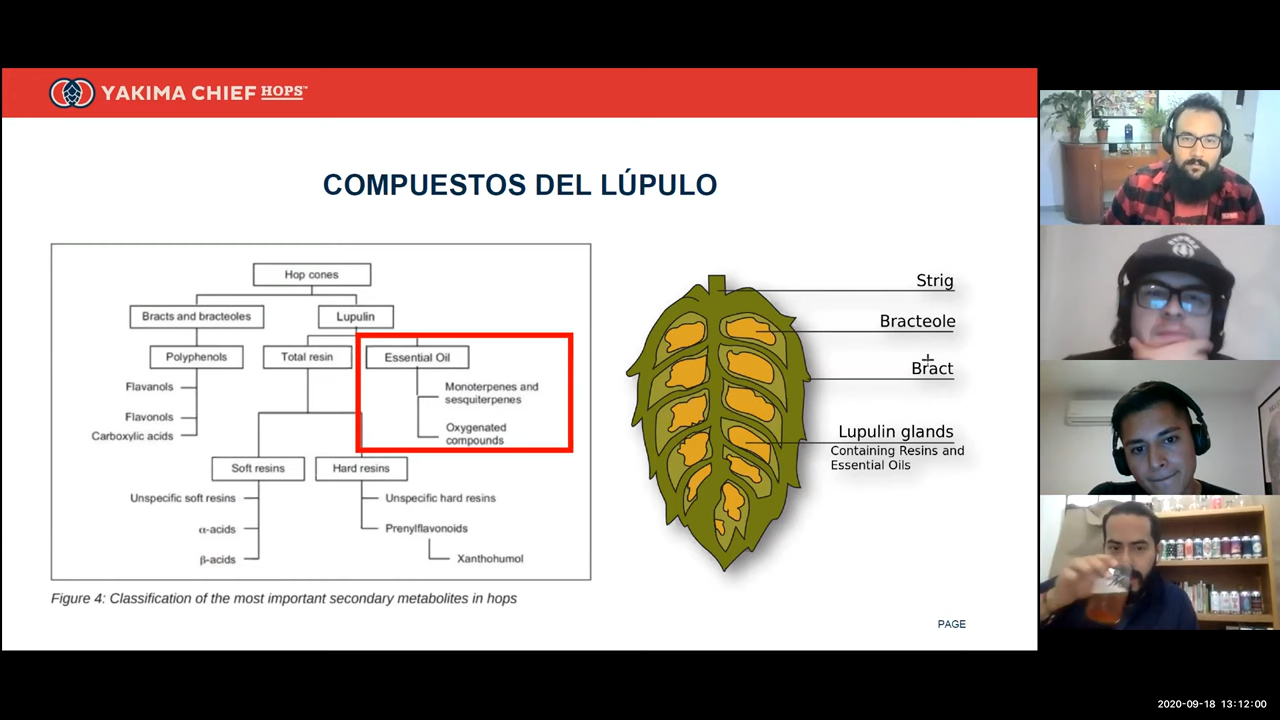 YAKIMA CHIEF HOPS™
COMPUESTOS DEL LÚPULO
Hop cones
Bracts and bracteoles
Lupulin
Polyphenols
Total resin
Essential Oil
Flavanols
Flavonols
Carboxylic acids
Monoterpenes and
sesquiterpenes
Oxygenated
compounds
Soft resins
Hard resins
Unspecific soft resins
α-acids
β-acids
Unspecific hard resins
Prenylflavonoids
Xanthohumol
Figure 4: Classification of the most important secondary metabolites in hops
Strig
Bracteole
Bract
Lupulin glands
Containing Resins and
Essential Oils
PAGE
2020-09-18 13:12:00